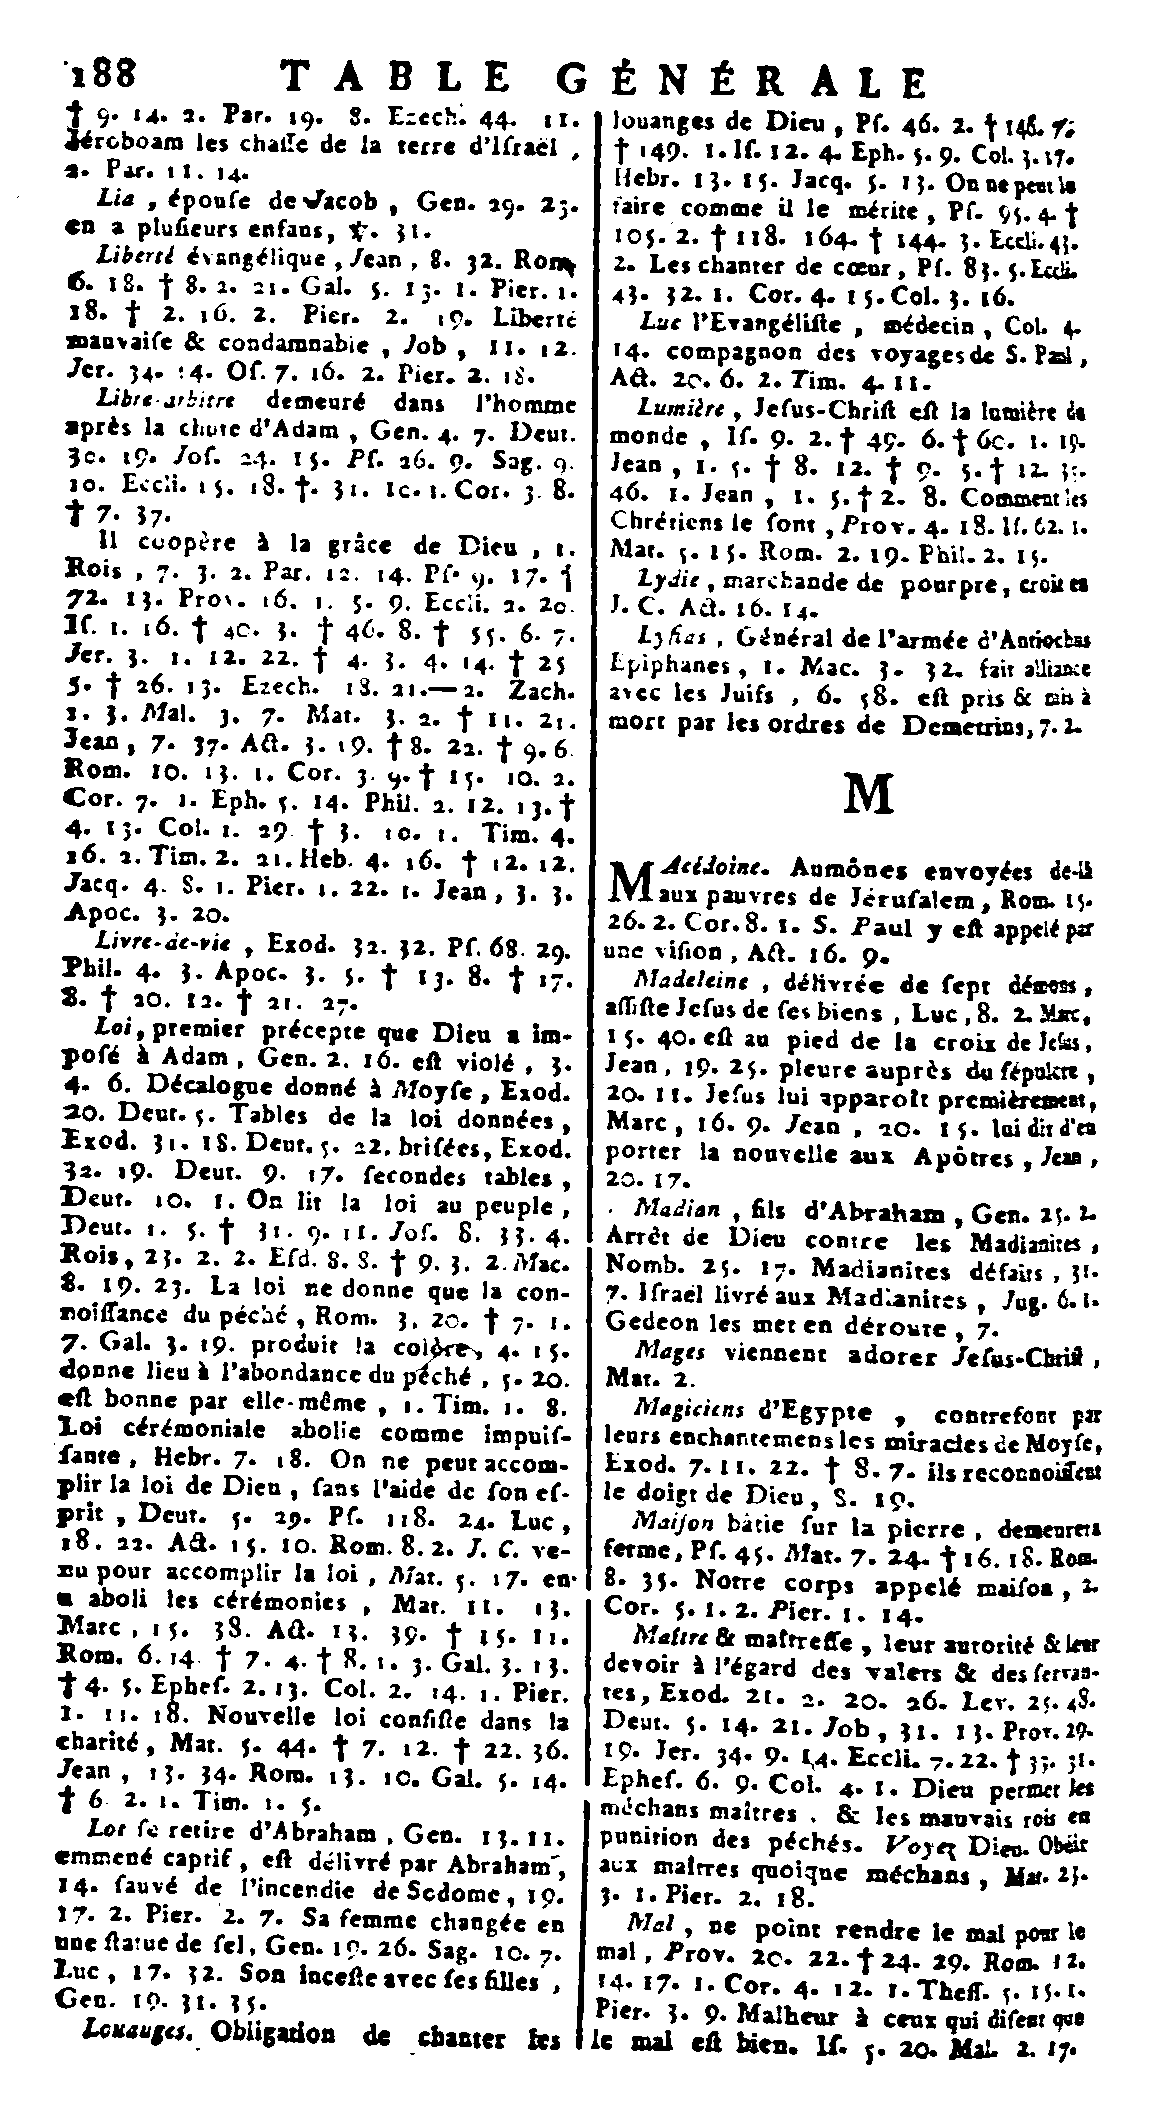 188 TABLE GÉNÉRALE
† 9. 14. 2. Par. 19. 8. Ezech. 44. 11.
Jéroboam les chaſſe de la terre d'Iſraël ,
2. Par. 11. 14.
Lia , épouſe de Jacob , Gen. 29. 23.
en a pluſieurs enfans, ℣. 31.
Liberté évangélique , Jean , 8. 32. Rom.
6. 18. † 8. 2. 21. Gal. 5. 13. 1. Pier. 1.
18. † 2. 16. 2. Pier. 2. 19. Liberté
mauvaiſe & condamnable , Job , 11. 12.
Jer. 34. 14. Oſ. 7. 16. 2. Pier. 2. 18.
Libre-arbitre demeuré dans l'homme
après la chute d'Adam , Gen. 4. 7. Deut.
30. 19. Joſ. 24. 15. Pſ. 26. 9. Sag. 9.
10. Eccli. 15. 18. †. 31. 10. 1. Cor. 3. 8.
† 7. 37.
Il coopère à la grâce de Dieu , 1.
Rois , 7. 3. 2. Par. 12. 14. Pſ. 9. 17. †
72. 13. Prov. 16. 1. 5. 9. Eccli. 2. 20.
Iſ. 1. 16. † 40. 3. † 46. 8. † 55. 6. 7.
Jer. 3. 1. 12. 22. † 4. 3. 4. 14. † 25
5. † 26. 13. Ezech. 18. 21.—2. Zach.
1. 3. Mal. 3. 7. Mat. 3. 2. † 11. 21.
Jean, 7. 37. Act. 3. 19. † 8. 22. † 9. 6.
Rom. 10. 13. 1. Cor. 3. 9. † 15. 10. 2.
Cor. 7. 1. Eph. 5. 14. Phil. 2. 12. 13. †
4. 13. Col. 1. 29. † 3. 10. 1. Tim. 4.
16. 2. Tim. 2. 21. Heb. 4. 16. † 12. 12.
Jacq. 4. 8. 1. Pier. 1. 22. 1. Jean, 3. 3.
Apoc. 3. 20.
Livre-de-vie , Exod. 32. 32. Pſ. 68. 29.
Phil. 4. 3. Apoc. 3. 5. † 13. 8. † 17.
8. † 20. 12. † 21. 27.
Loi, premier précepte que Dieu a im-
poſé à Adam , Gen. 2. 16. eſt violé , 3.
4. 6. Décalogue donné à Moyſe, Exod.
20. Deut. 5. Tables de la loi données,
Exod. 31. 18. Deut. 5. 22. briſées, Exod.
32. 19. Deut. 9. 17. ſecondes tables ,
Deut. 10. 1. On lit la loi au peuple ,
Deut. 1. 5. † 31. 9. 11. Joſ. 8. 33. 4.
Rois, 23. 2. 2. Eſd. 8. 8. † 9. 3. 2. Mac.
8. 19. 23. La loi ne donne que la con-
noiſſance du péché , Rom. 3. 20. † 7. 1.
7. Gal. 3. 19. produit la colère, 4. 15.
donne lieu à l'abondance du péché , 5. 20.
eſt bonne par elle-même , 1. Tim. 1. 8.
Loi cérémoniale abolie comme impuiſ-
ſante, Hebr. 7. 18. On ne peut accom-
plir la loi de Dieu , ſans l'aide de ſon eſ-
prit , Deut. 5. 29. Pſ. 118. 24. Luc,
18. 22. Act. 15. 10. Rom. 8. 2. J. C. ve-
nu pour accomplir la loi , Mat. 5. 17. en
a aboli les cérémonies , Mat. 11. 13.
Marc , 15. 38. Act. 13. 39. † 15. 11.
Rom. 6. 14. † 7. 4. † 8. 1. 3. Gal. 3. 13.
† 4. 5. Epheſ. 2. 13. Col. 2. 14. 1. Pier.
1. 11. 18. Nouvelle loi conſiſte dans la
charité, Mat. 5. 44. † 7. 12. † 22. 36.
Jean , 13. 34. Rom. 13. 10. Gal. 5. 14.
† 6. 2. 1. Tim. 1. 5.
Lot ſe retire d'Abraham , Gen. 13. 11.
emmené captif , eſt délivré par Abraham ,
14. ſauvé de l'incendie de Sodome, 19.
17. 2. Pier. 2. 7. Sa femme changée en
une ſtatue de ſel, Gen. 19. 26. Sag. 10. 7.
Luc , 17. 32. Son inceſte avec ſes filles ,
Gen. 19. 31. 35.
Louanges. Obligation de chanter les
louanges de Dieu , Pſ. 46. 2. † 146. 7.
† 149. 1. Iſ. 12. 4. Eph. 5. 9. Col. 3. 17.
Hebr. 13. 15. Jacq. 5. 13. On ne peut le
faire comme il le mérite , Pſ. 95. 4. †
105. 2. † 118. 164. † 144. 3. Eccli. 43.
2. Les chanter de cœur , Pſ. 83. 5. Eccli.
43. 32. 1. Cor. 4. 15. Col. 3. 16.
Luc l'Evangéliſte , médecin , Col. 4.
14. compagnon des voyages de S. Paul ,
Act. 20. 6. 2. Tim. 4. 11.
Lumière , Jeſus-Chriſt eſt la lumière du
monde , Iſ. 9. 2. † 49. 6. † 60. 1. 19.
Jean , 1. 5. † 8. 12. † 9. 5. † 12. 35.
46. 1. Jean , 1. 5. † 2. 8. Comment les
Chrétiens le ſont , Prov. 4. 18. Iſ. 62. 1.
Mat. 5. 15. Rom. 2. 19. Phil. 2. 15.
Lydie , marchande de pourpre, croit en
J. C. Act. 16. 14.
Lyſias , Général de l'armée d'Antiochus
Epiphanes , 1. Mac. 3. 32. fait alliance
avec les Juifs , 6. 58. eſt pris & mis à
mort par les ordres de Demetrius, 7. 2.
M
MAcédoine. Aumônes envoyées de-là
aux pauvres de Jéruſalem , Rom. 15.
26. 2. Cor. 8. 1. S. Paul y eſt appelé par
une viſion , Act. 16. 9.
Madeleine , délivrée de ſept démons ,
aſſiſte Jeſus de ſes biens , Luc , 8. 2. Marc,
15. 40. eſt au pied de la croix de Jeſus,
Jean , 19. 25. pleure auprès du ſépulcre ,
20. 11. Jeſus lui apparoît premièrement,
Marc , 16. 9. Jean , 20. 15. lui dit d'en
porter la nouvelle aux Apôtres , Jean ,
20. 17.
Madian , fils d'Abraham , Gen. 25. 2.
Arrêt de Dieu contre les Madianites ,
Nomb. 25. 17. Madianites défaits , 31.
7. Iſraël livré aux Madianites , Jug. 6. 1.
Gedeon les met en déroute , 7.
Mages viennent adorer Jeſus-Chriſt ,
Mat. 2.
Magiciens d'Egypte , contrefont par
leurs enchantemens les miracles de Moyſe,
Exod. 7. 11. 22. † 8. 7. ils reconnoiſſent
le doigt de Dieu , 8. 19.
Maiſon bâtie ſur la pierre , demeurera
ferme, Pſ. 45. Mat. 7. 24. † 16. 18. Rom.
8. 35. Notre corps appelé maiſon , 2.
Cor. 5. 1. 2. Pier. 1. 14.
Maître & maîtreſſe , leur autorité & leur
devoir à l'égard des valets & des ſervan-
tes, Exod. 21. 2. 20. 26. Lev. 25. 48.
Deut. 5. 14. 21. Job , 31. 13. Prov. 29.
19. Jer. 34. 9. 14. Eccli. 7. 22. † 33. 31.
Epheſ. 6. 9. Col. 4. 1. Dieu permet les
méchans maîtres , & les mauvais rois en
punition des péchés. Voyez Dieu. Obéir
aux maîtres quoique méchans , Mat. 23.
3. 1. Pier. 2. 18.
Mal , ne point rendre le mal pour le
mal , Prov. 20. 22. † 24. 29. Rom. 12.
14. 17. 1. Cor. 4. 12. 1. Theſſ. 5. 15. 1.
Pier. 3. 9. Malheur à ceux qui diſent que
le mal eſt bien. Iſ. 5. 20. Mal. 2. 17.